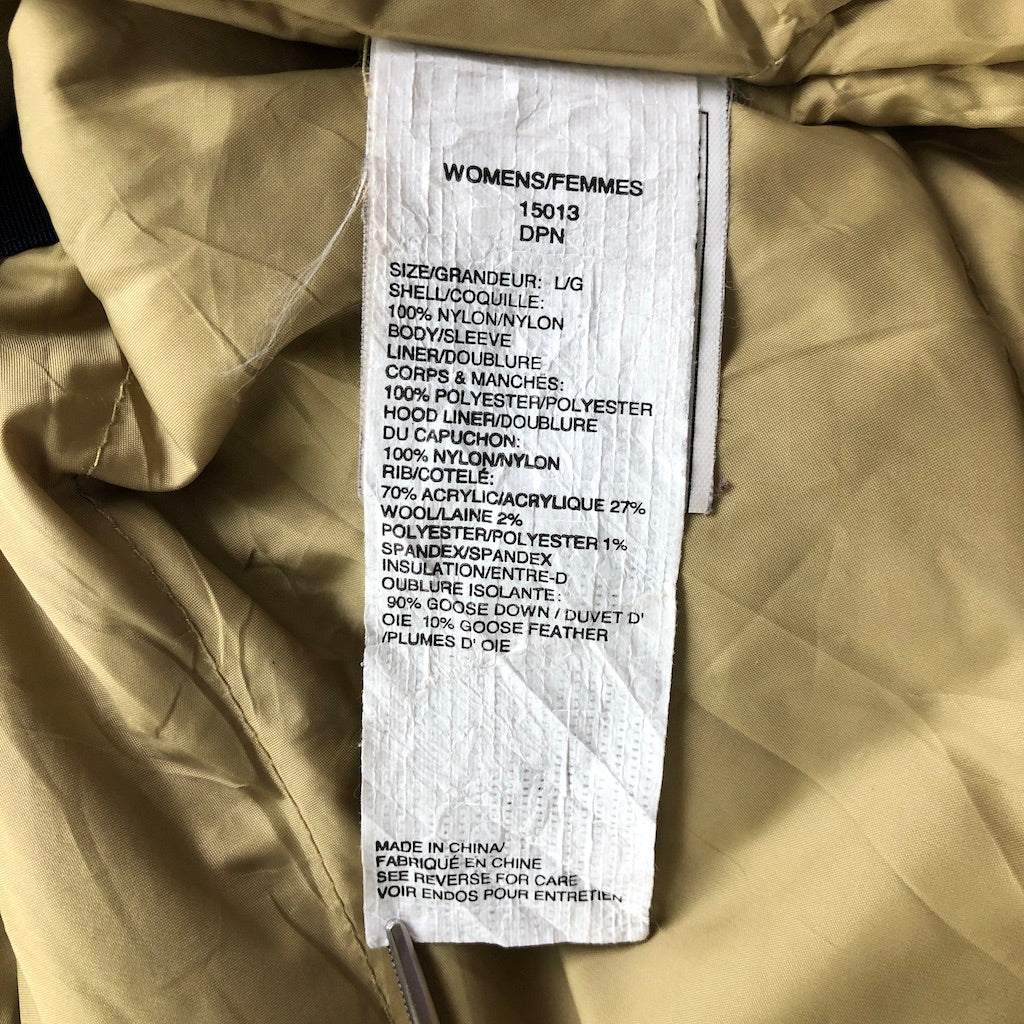 WOMENS/FEMMES
15013
DPN
SIZE/GRANDEUR: L/G
SHELL/COQUILLE:
100% NYLON/NYLON
BODY/SLEEVE
LINER/DOUBLURE
CORPS & MANCHES:
100% POLYESTER/POLYESTER
HOOD LINER/DOUBLURE
DU CAPUCHON:
100% NYLON/NYLON
RIB/COTELÉ:
70% ACRYLIC/ACRYLIQUE 27%
WOOL/LAINE 2%
POLYESTER/POLYESTER 1%
SPANDEX/SPANDEX
INSULATION/ENTRE-D
OUBLURE ISOLANTE:
90% GOOSE DOWN / DUVET D'
OIE 10% GOOSE FEATHER
/PLUMES D' OIE
MADE IN CHINA/
FABRIQUÉ EN CHINE
SEE REVERSE FOR CARE
VOIR ENDOS POUR ENTRETIEN